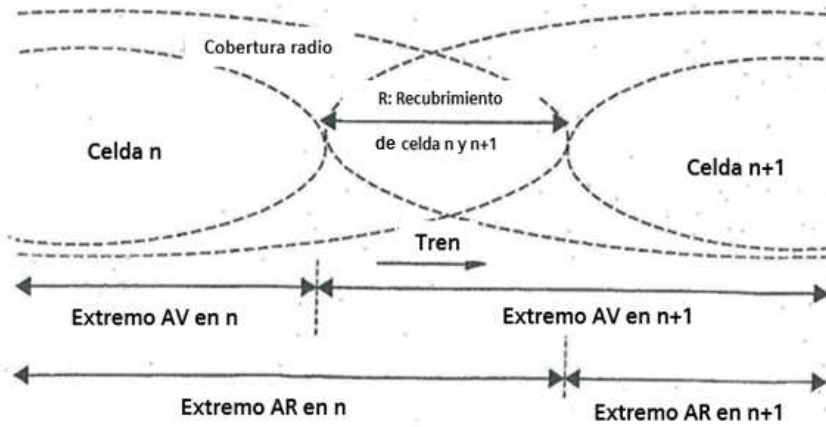 Cobertura radio
R: Recubrimiento
de celda n y n+1
Celda n
Celda n+1
Tren
Extremo AV en n
Extremo AV en n+1
Extremo AR en n
Extremo AR en n+1